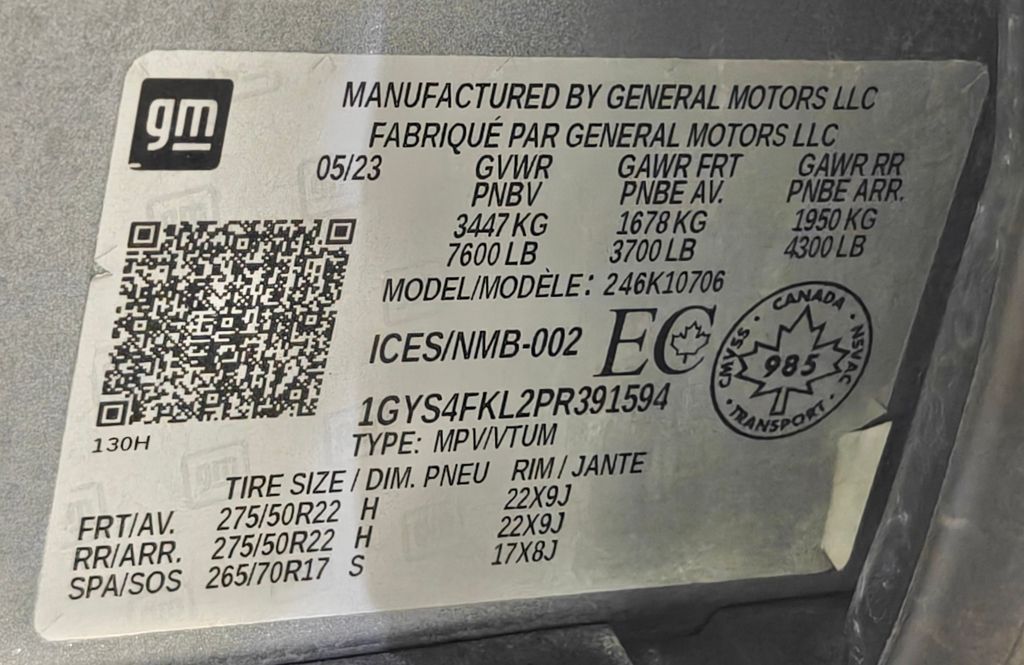 gm
MANUFACTURED BY GENERAL MOTORS LLC
FABRIQUÉ PAR GENERAL MOTORS LLC
05/23 GVWR GAWR FRT GAWR RR
PNBV PNBE AV. PNBE ARR.
3447 KG 1678 KG 1950 KG
7600 LB 3700 LB 4300 LB
MODEL/MODÈLE: 246K10706
ICES/NMB-002 EC
CANADA
CMVSS · NSVAC
985
TRANSPORT
1GYS4FKL2PR391594
130H
TYPE: MPV/VTUM
TIRE SIZE / DIM. PNEU RIM / JANTE
FRT/AV. 275/50R22 H 22X9J
RR/ARR. 275/50R22 H 22X9J
SPA/SOS 265/70R17 S 17X8J